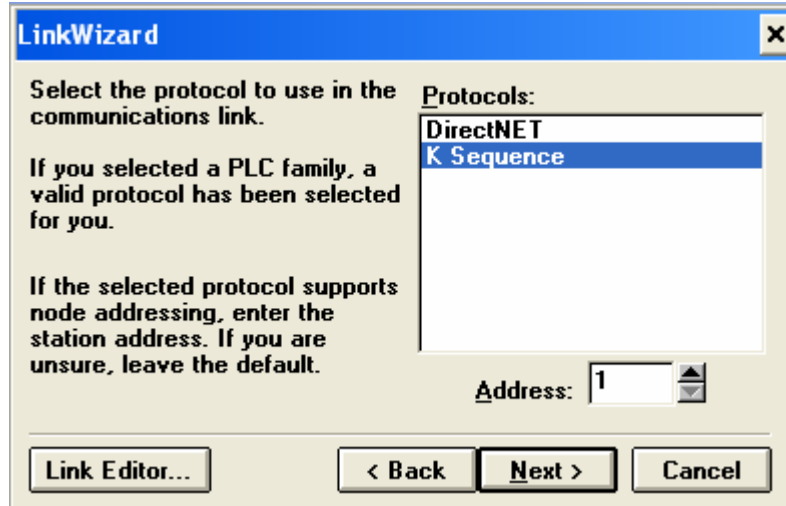 LinkWizard
Select the protocol to use in the
communications link.
If you selected a PLC family, a
valid protocol has been selected
for you.
If the selected protocol supports
node addressing, enter the
station address. If you are
unsure, leave the default.
Protocols:
DirectNET
K Sequence
Address: 1
Link Editor... < Back Next > Cancel